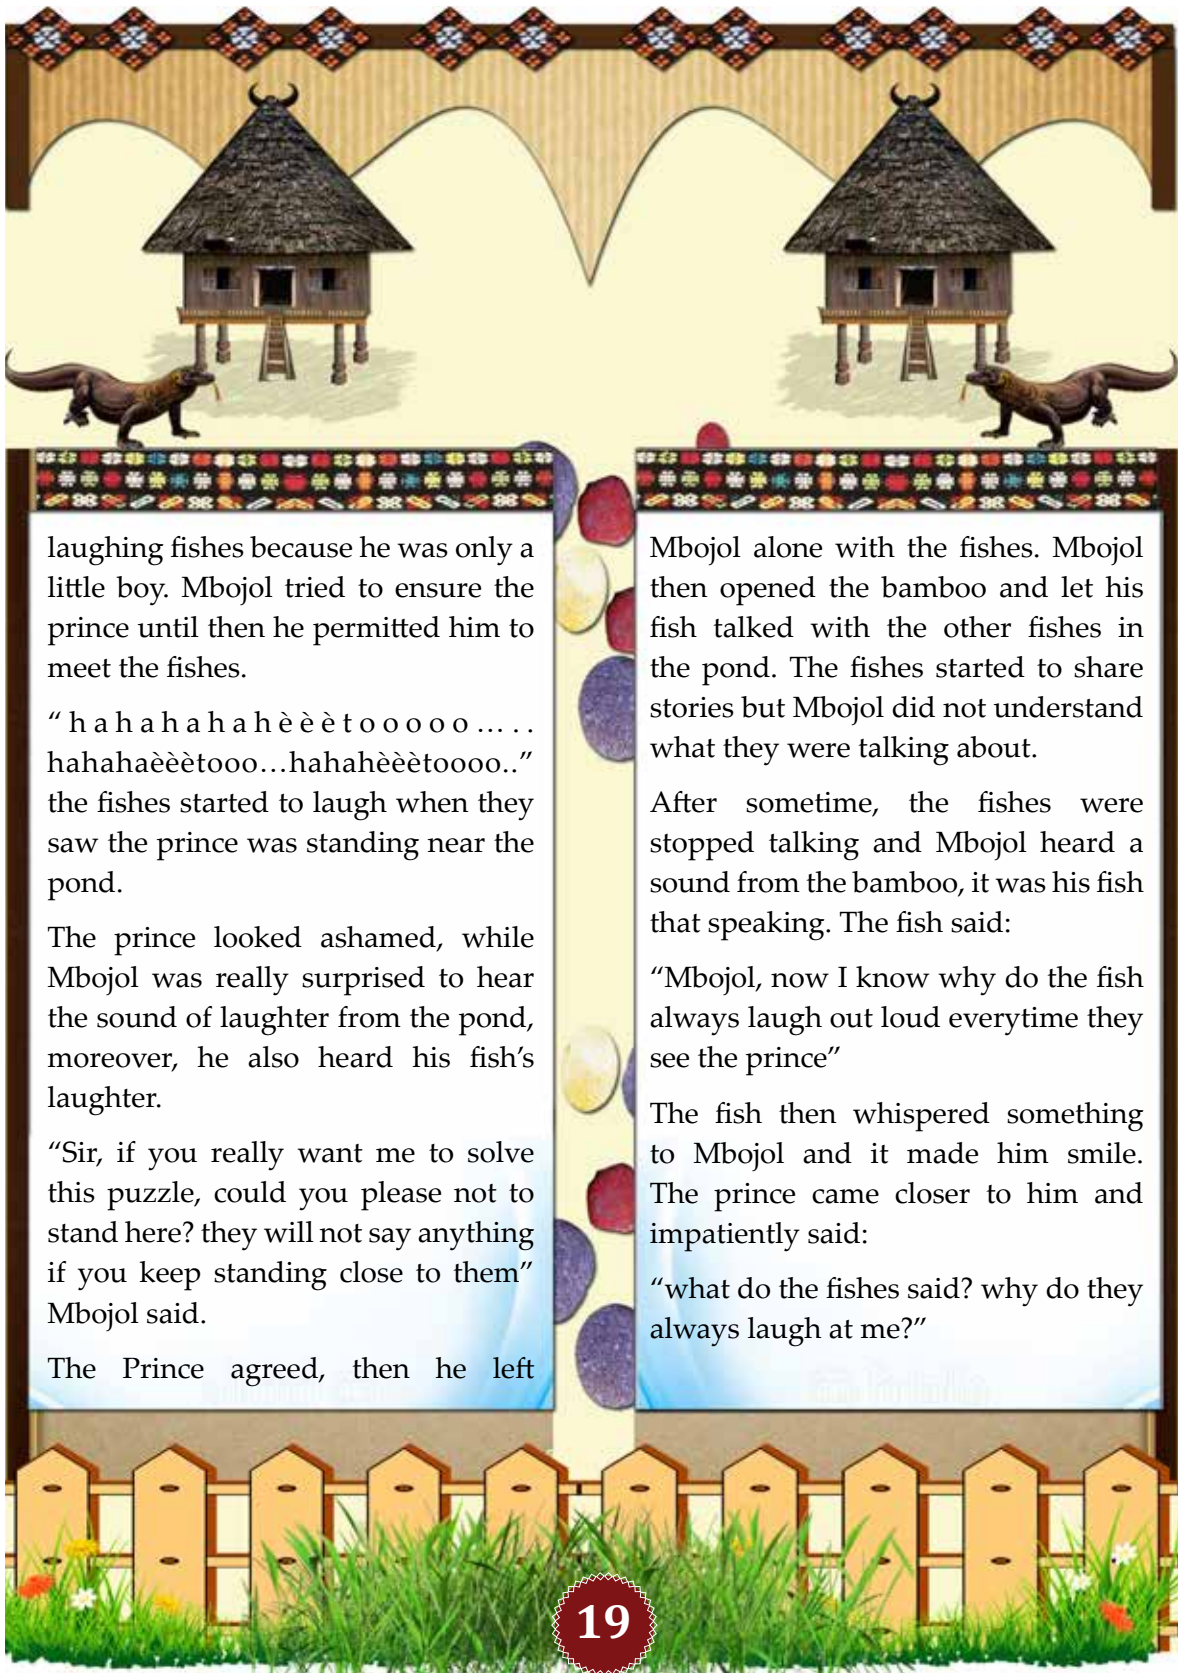 laughing fishes because he was only a
little boy. Mbojol tried to ensure the
prince until then he permitted him to
meet the fishes.
“ h a h a h a h a h è è è t o o o o o … . .
hahahaèèètooo…hahahèèètoooo..”
the fishes started to laugh when they
saw the prince was standing near the
pond.
The prince looked ashamed, while
Mbojol was really surprised to hear
the sound of laughter from the pond,
moreover, he also heard his fish’s
laughter.
“Sir, if you really want me to solve
this puzzle, could you please not to
stand here? they will not say anything
if you keep standing close to them”
Mbojol said.
The Prince agreed, then he left
Mbojol alone with the fishes. Mbojol
then opened the bamboo and let his
fish talked with the other fishes in
the pond. The fishes started to share
stories but Mbojol did not understand
what they were talking about.
After sometime, the fishes were
stopped talking and Mbojol heard a
sound from the bamboo, it was his fish
that speaking. The fish said:
“Mbojol, now I know why do the fish
always laugh out loud everytime they
see the prince”
The fish then whispered something
to Mbojol and it made him smile.
The prince came closer to him and
impatiently said:
“what do the fishes said? why do they
always laugh at me?”
19